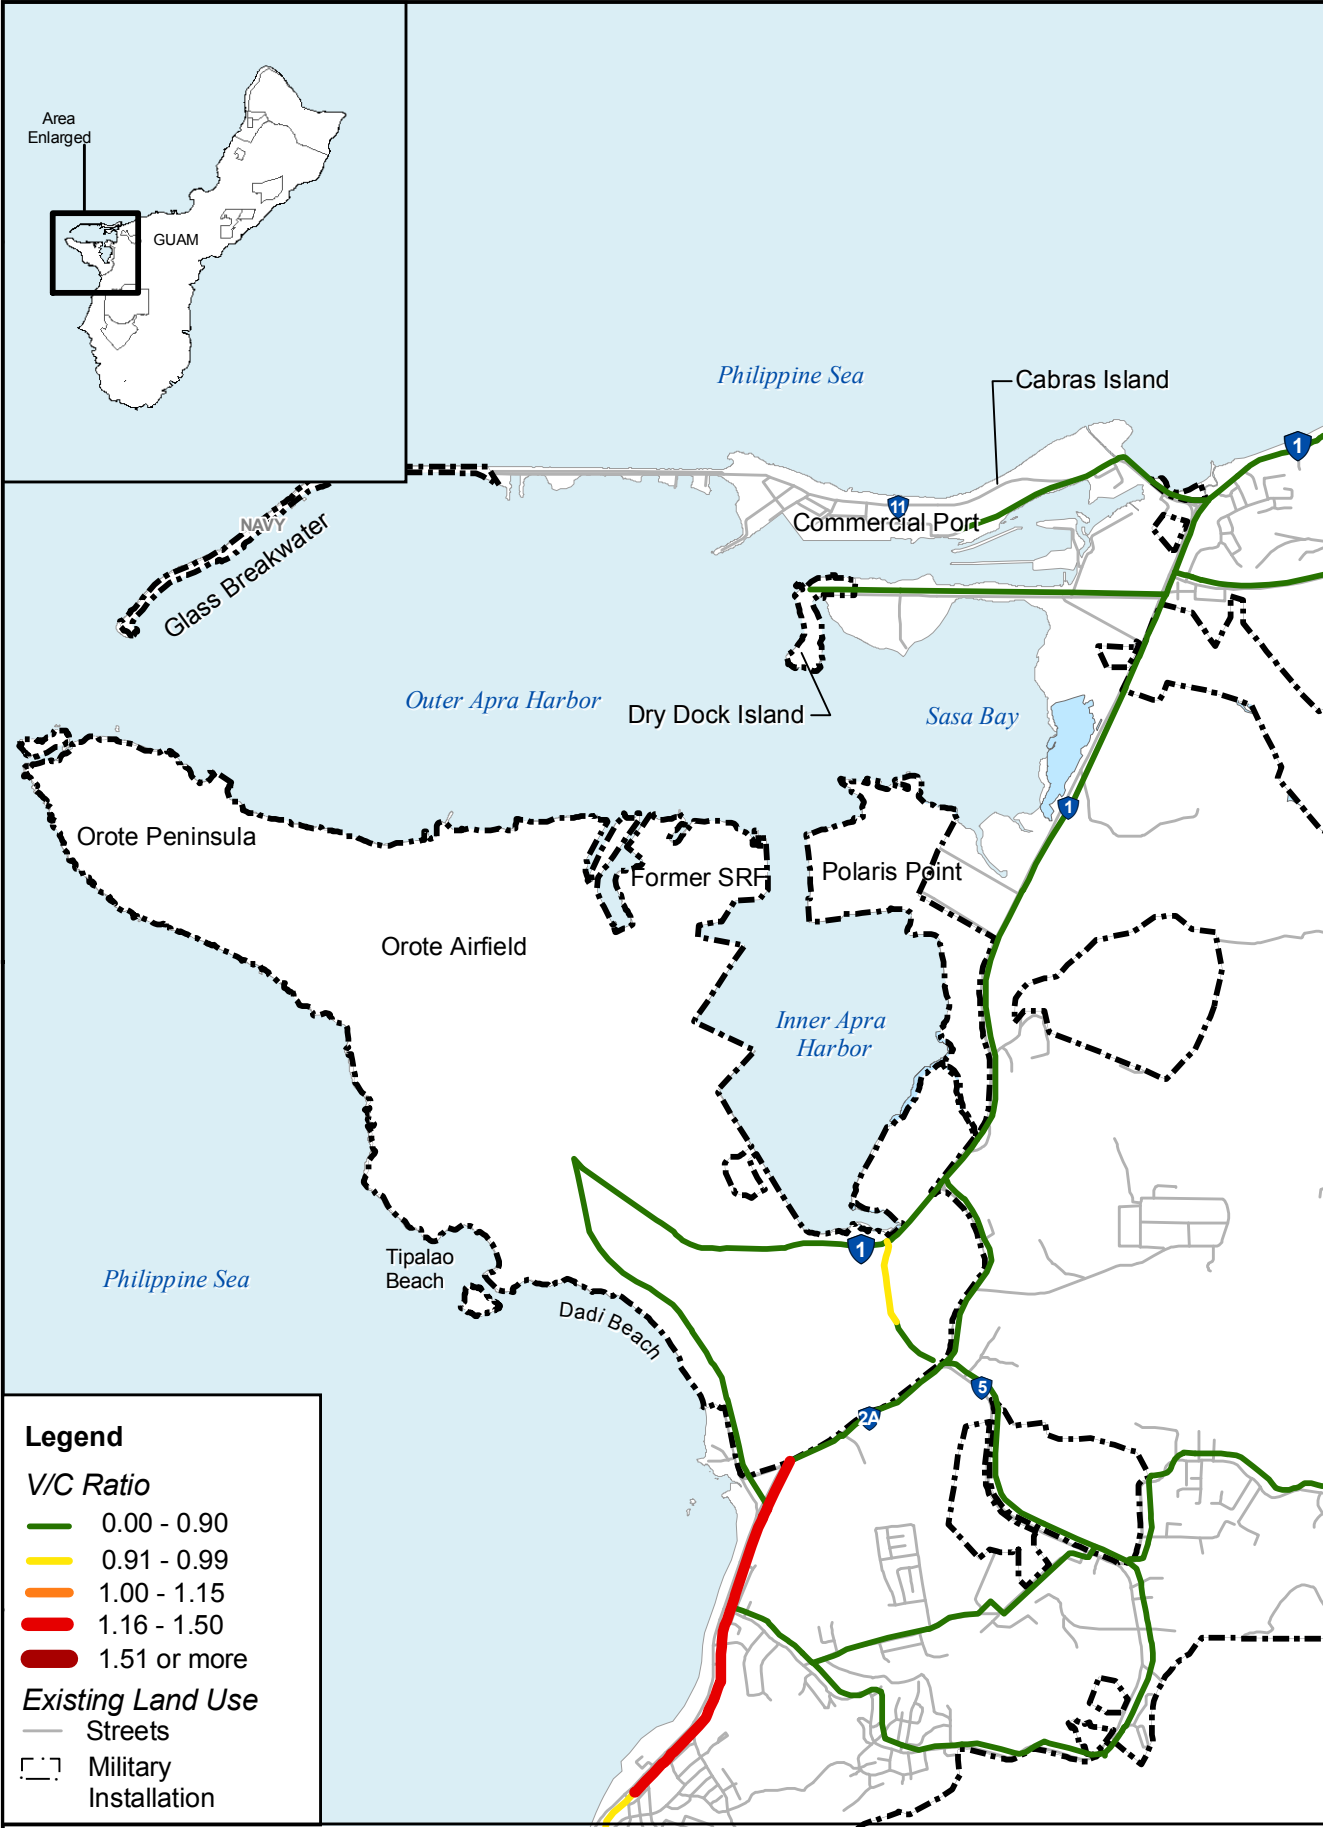 Area
Enlarged
GUAM
Philippine Sea
Cabras Island
1
11
Commercial Port
NAVY
Glass Breakwater
Outer Apra Harbor
Dry Dock Island
Sasa Bay
1
Orote Peninsula
Former SRF
Polaris Point
Orote Airfield
Inner Apra
Harbor
Tipalao
Beach
1
Philippine Sea
Dadi Beach
5
2A
Legend
V/C Ratio
0.00 - 0.90
0.91 - 0.99
1.00 - 1.15
1.16 - 1.50
1.51 or more
Existing Land Use
Streets
Military
Installation